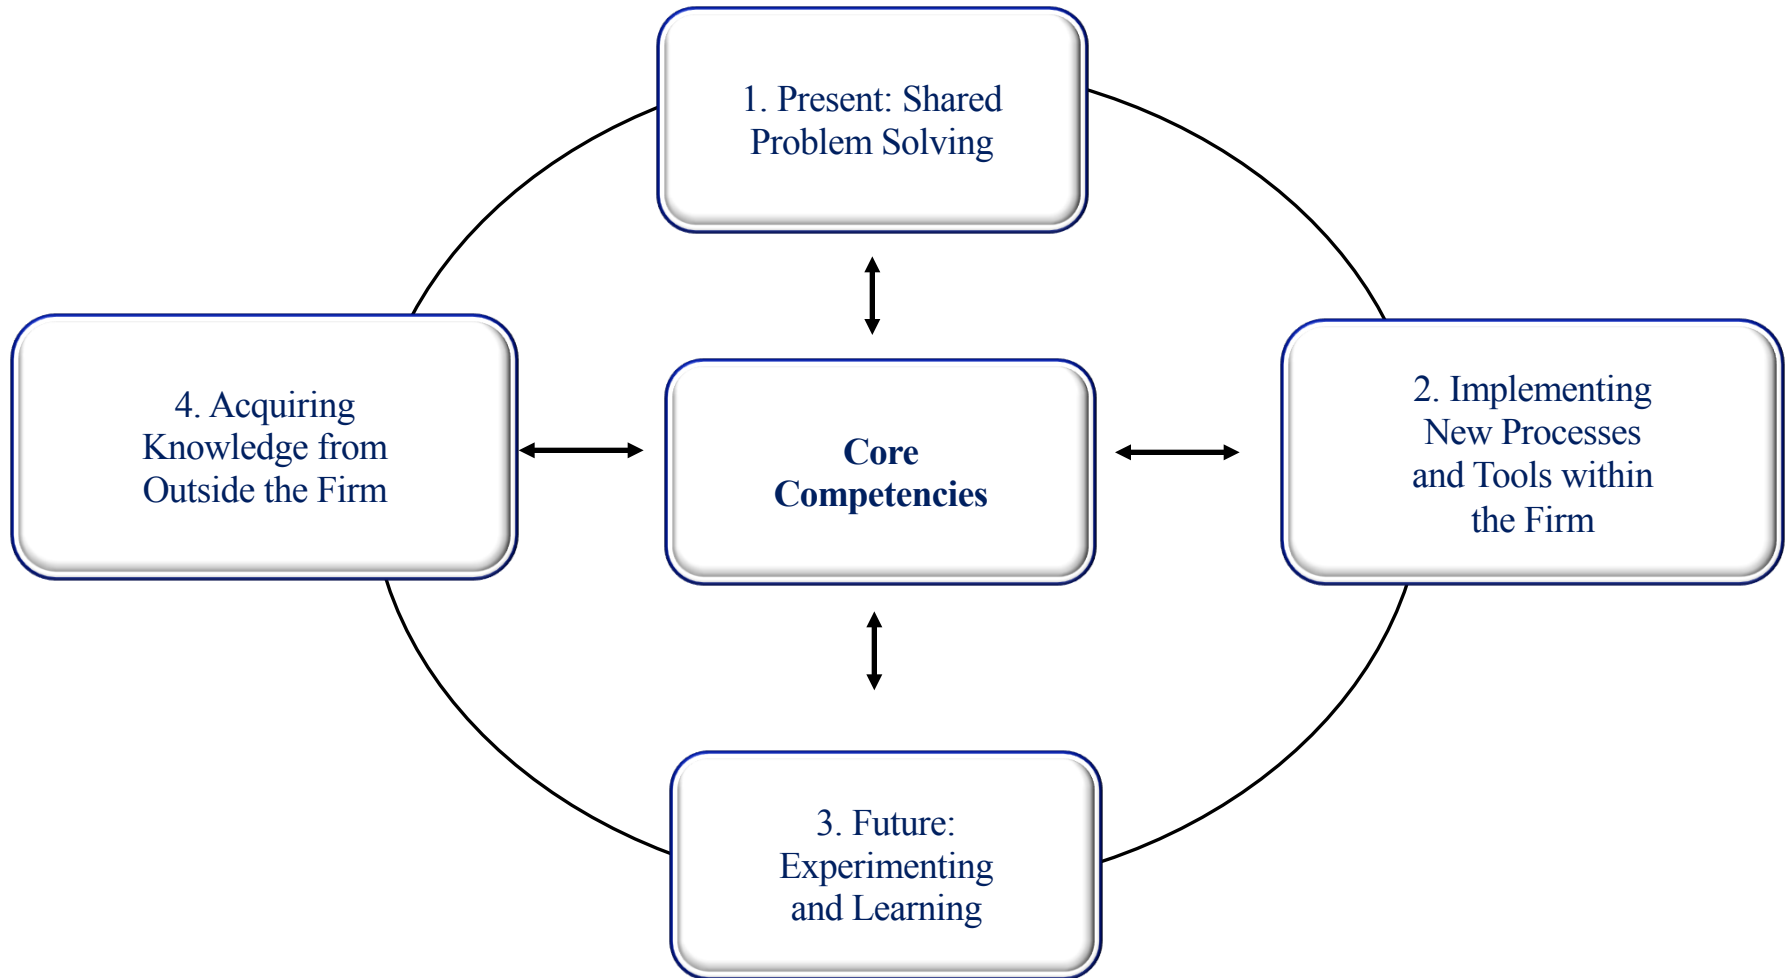 1. Present: Shared
Problem Solving
4. Acquiring
Knowledge from
Outside the Firm
Core
Competencies
2. Implementing
New Processes
and Tools within
the Firm
3. Future:
Experimenting
and Learning